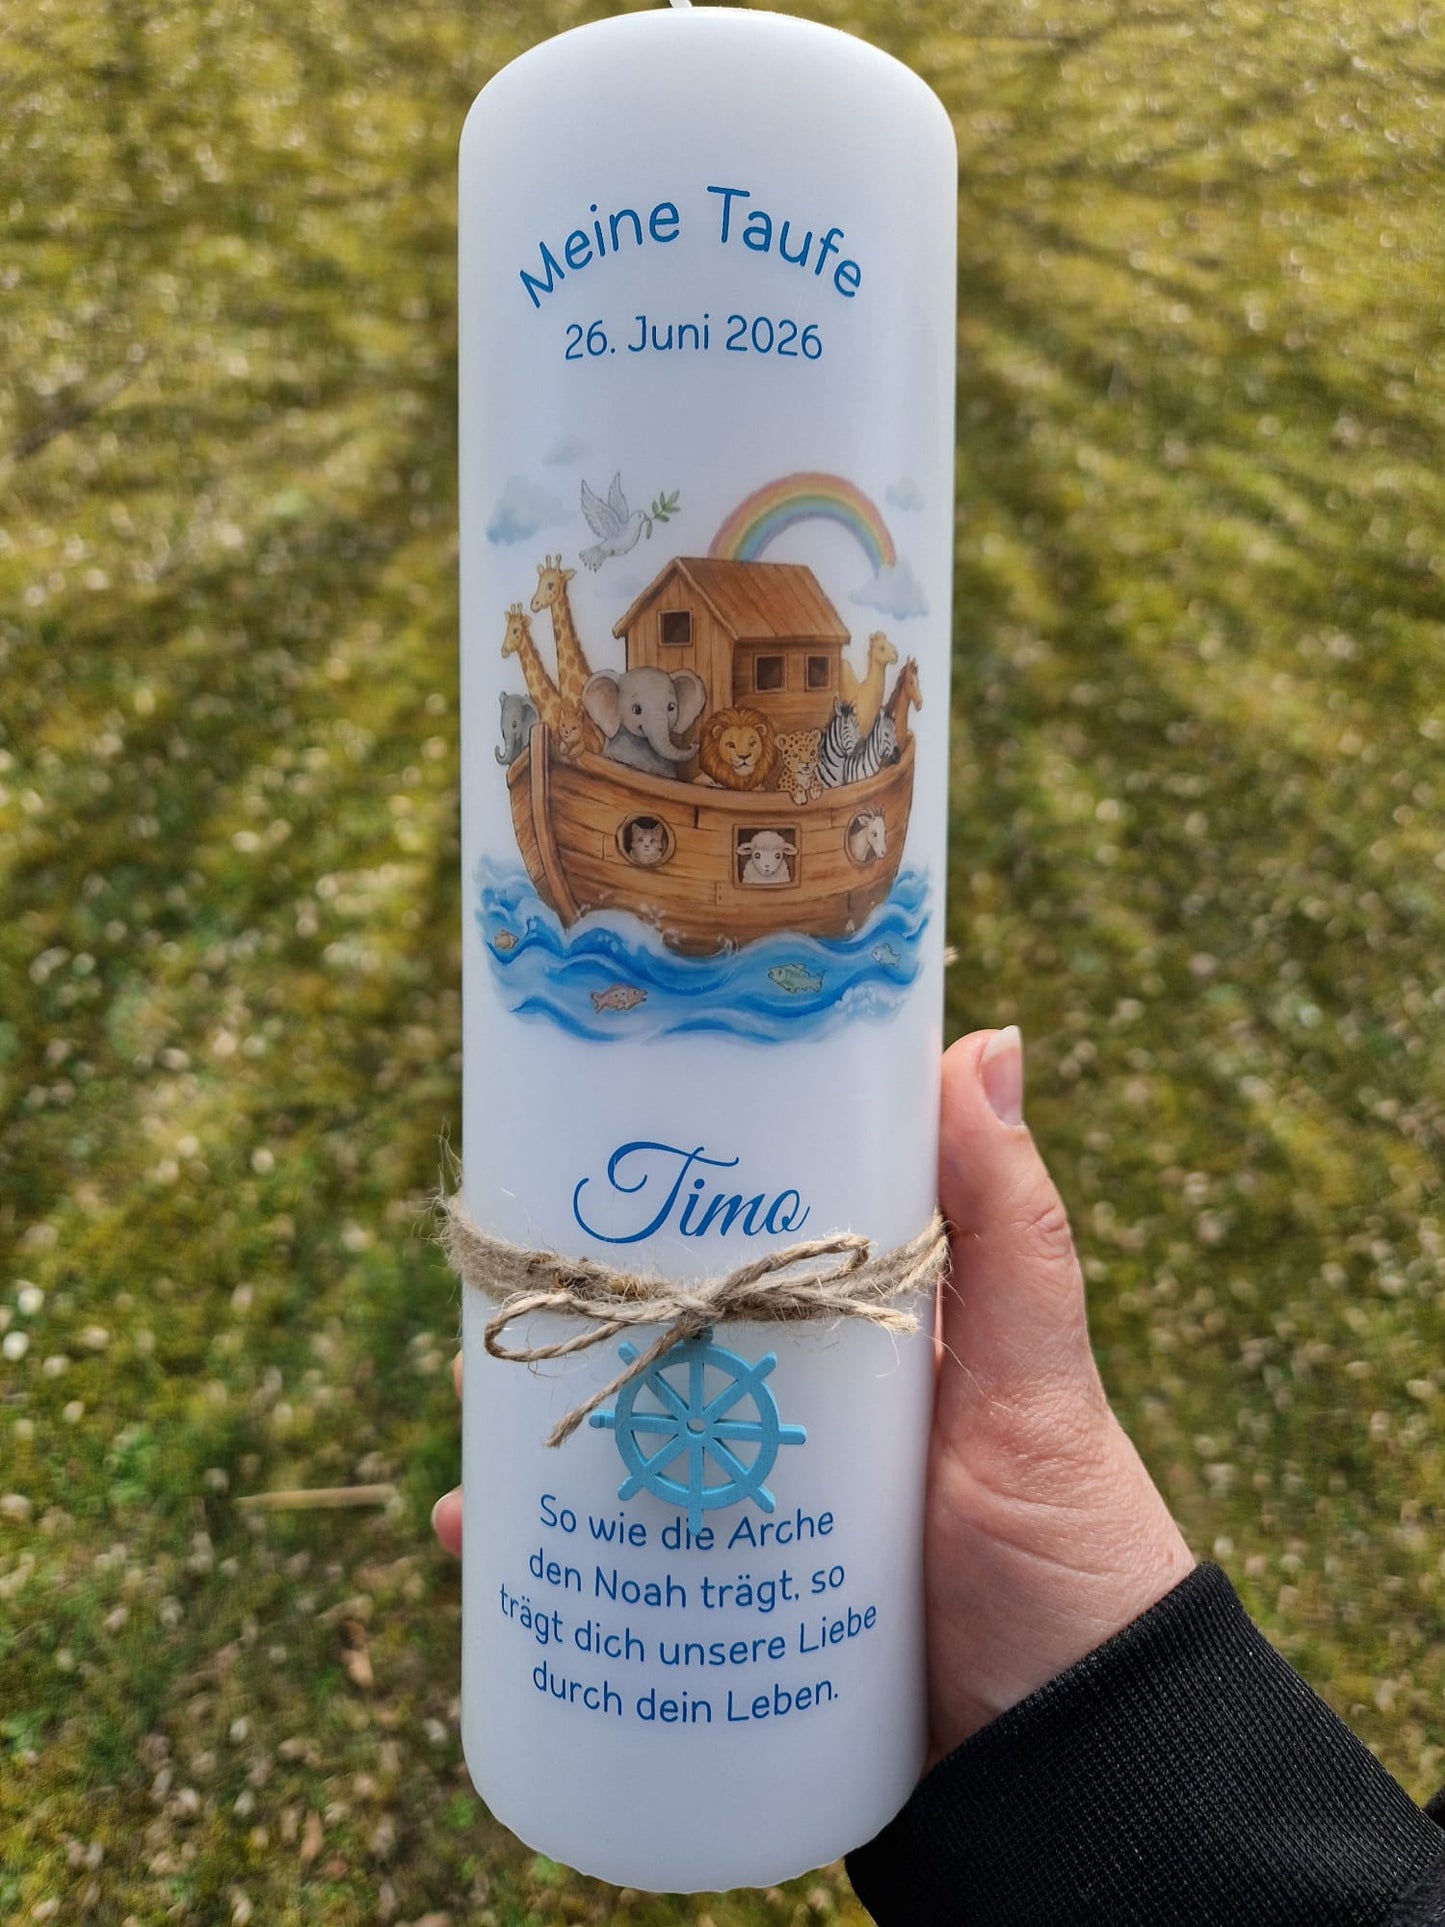 Meine Taufe
26. Juni 2026
Timo
So wie die Arche
den Noah trägt, so
trägt dich unsere Liebe
durch dein Leben.